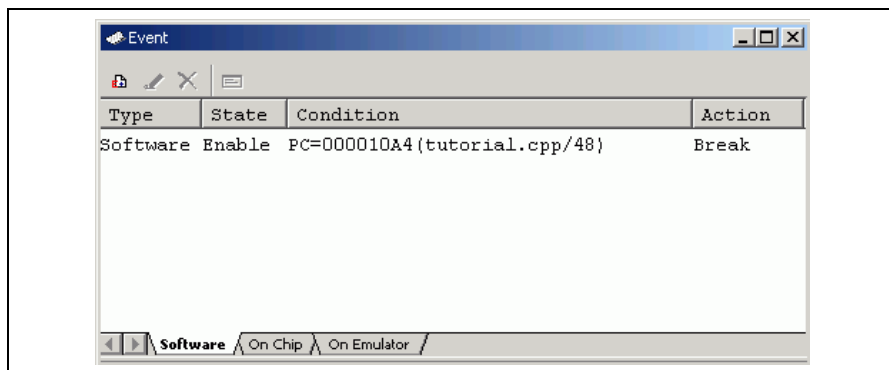 Event
Type State Condition Action
Software Enable PC=000010A4(tutorial.cpp/48) Break
Software On Chip On Emulator